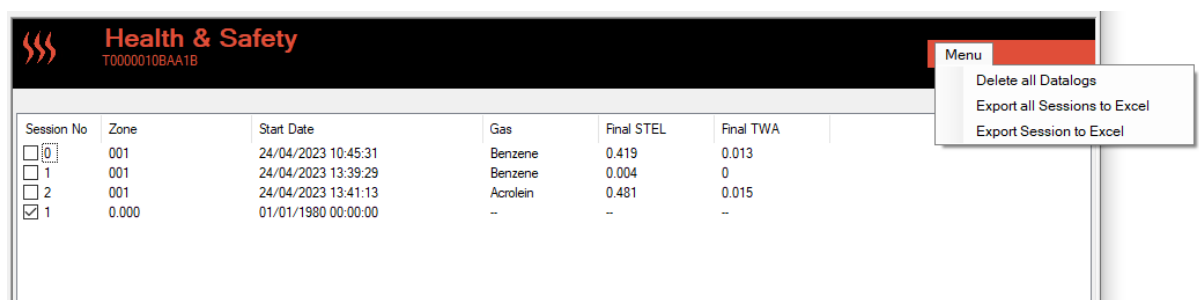 Health & Safety
T0000010BAA1B
Menu
Delete all Datalogs
Export all Sessions to Excel
Export Session to Excel
Session No Zone Start Date Gas Final STEL Final TWA
0 001 24/04/2023 10:45:31 Benzene 0.419 0.013
1 001 24/04/2023 13:39:29 Benzene 0.004 0
2 001 24/04/2023 13:41:13 Acrolein 0.481 0.015
1 0.000 01/01/1980 00:00:00 -- -- --